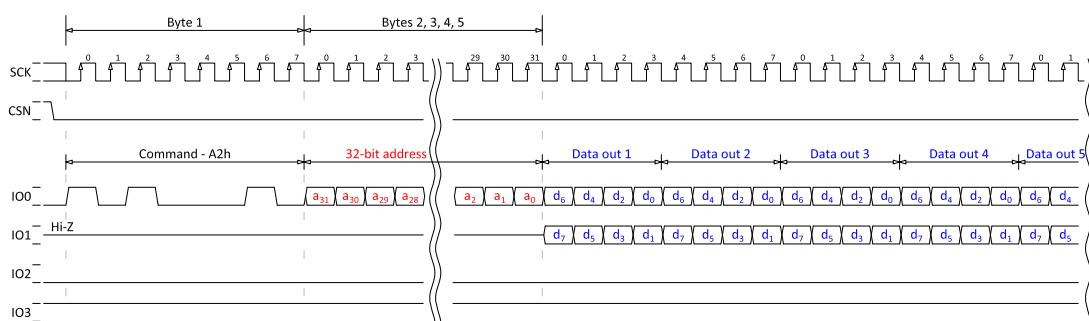 Byte 1 Bytes 2, 3, 4, 5
0 1 2 3 4 5 6 7 0 1 2 3 29 30 31 0 1 2 3 4 5 6 7 0 1 2 3 4 5 6 7 0 1
SCK
CSN
Command - A2h 32-bit address Data out 1 Data out 2 Data out 3 Data out 4 Data out 5
IO0 a31 a30 a29 a28 a2 a1 a0 d6 d4 d2 d0 d6 d4 d2 d0 d6 d4 d2 d0 d6 d4 d2 d0 d6 d4
Hi-Z
IO1 d7 d5 d3 d1 d7 d5 d3 d1 d7 d5 d3 d1 d7 d5 d3 d1 d7 d5
IO2
IO3